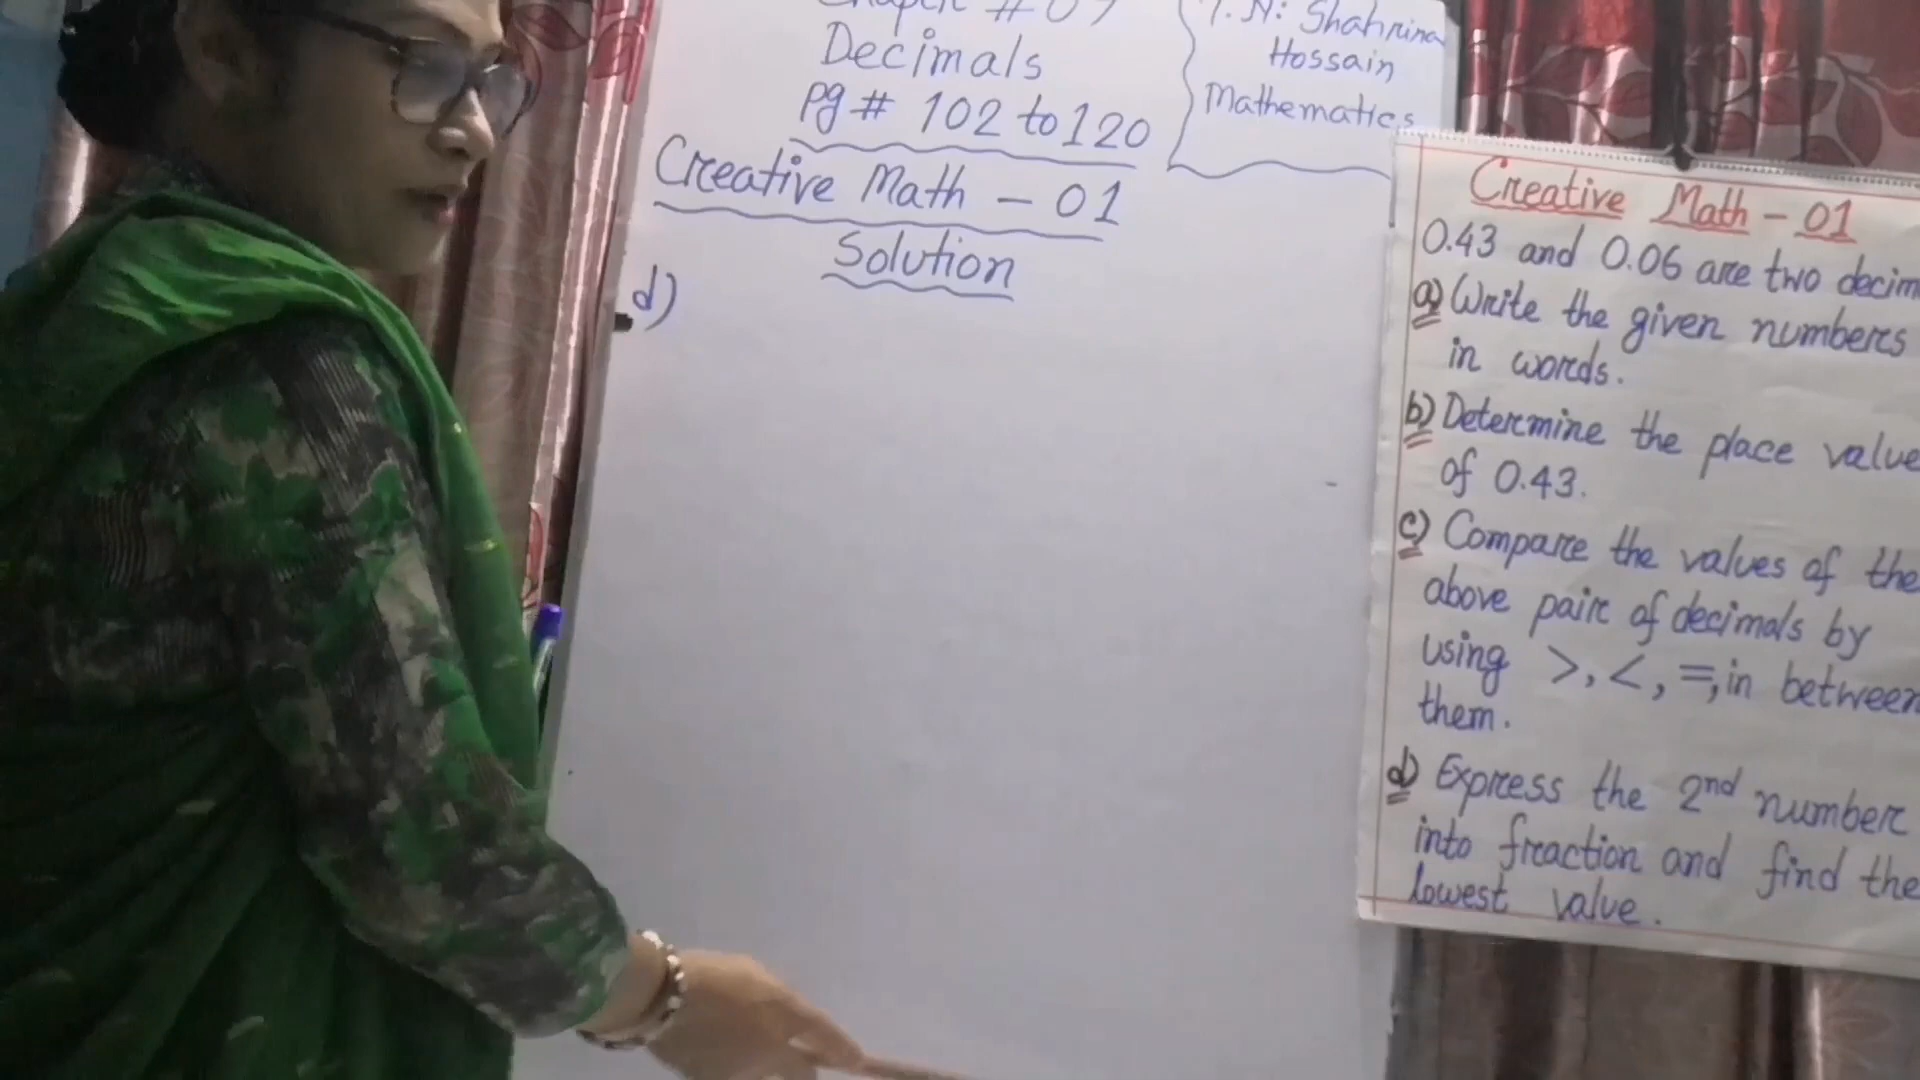 Chapter # 07
Decimals
pg # 102 to 120
T. N: Shahrina
Hossain
Mathematics
Creative Math - 01
Solution
d)
Creative Math - 01
0.43 and 0.06 are two decim
a) Write the given numbers
in words.
b) Determine the place value
of 0.43.
c) Compare the values of the
above pair of decimals by
using >, <, =, in between
them.
d) Express the 2nd number
into fraction and find the
lowest value.